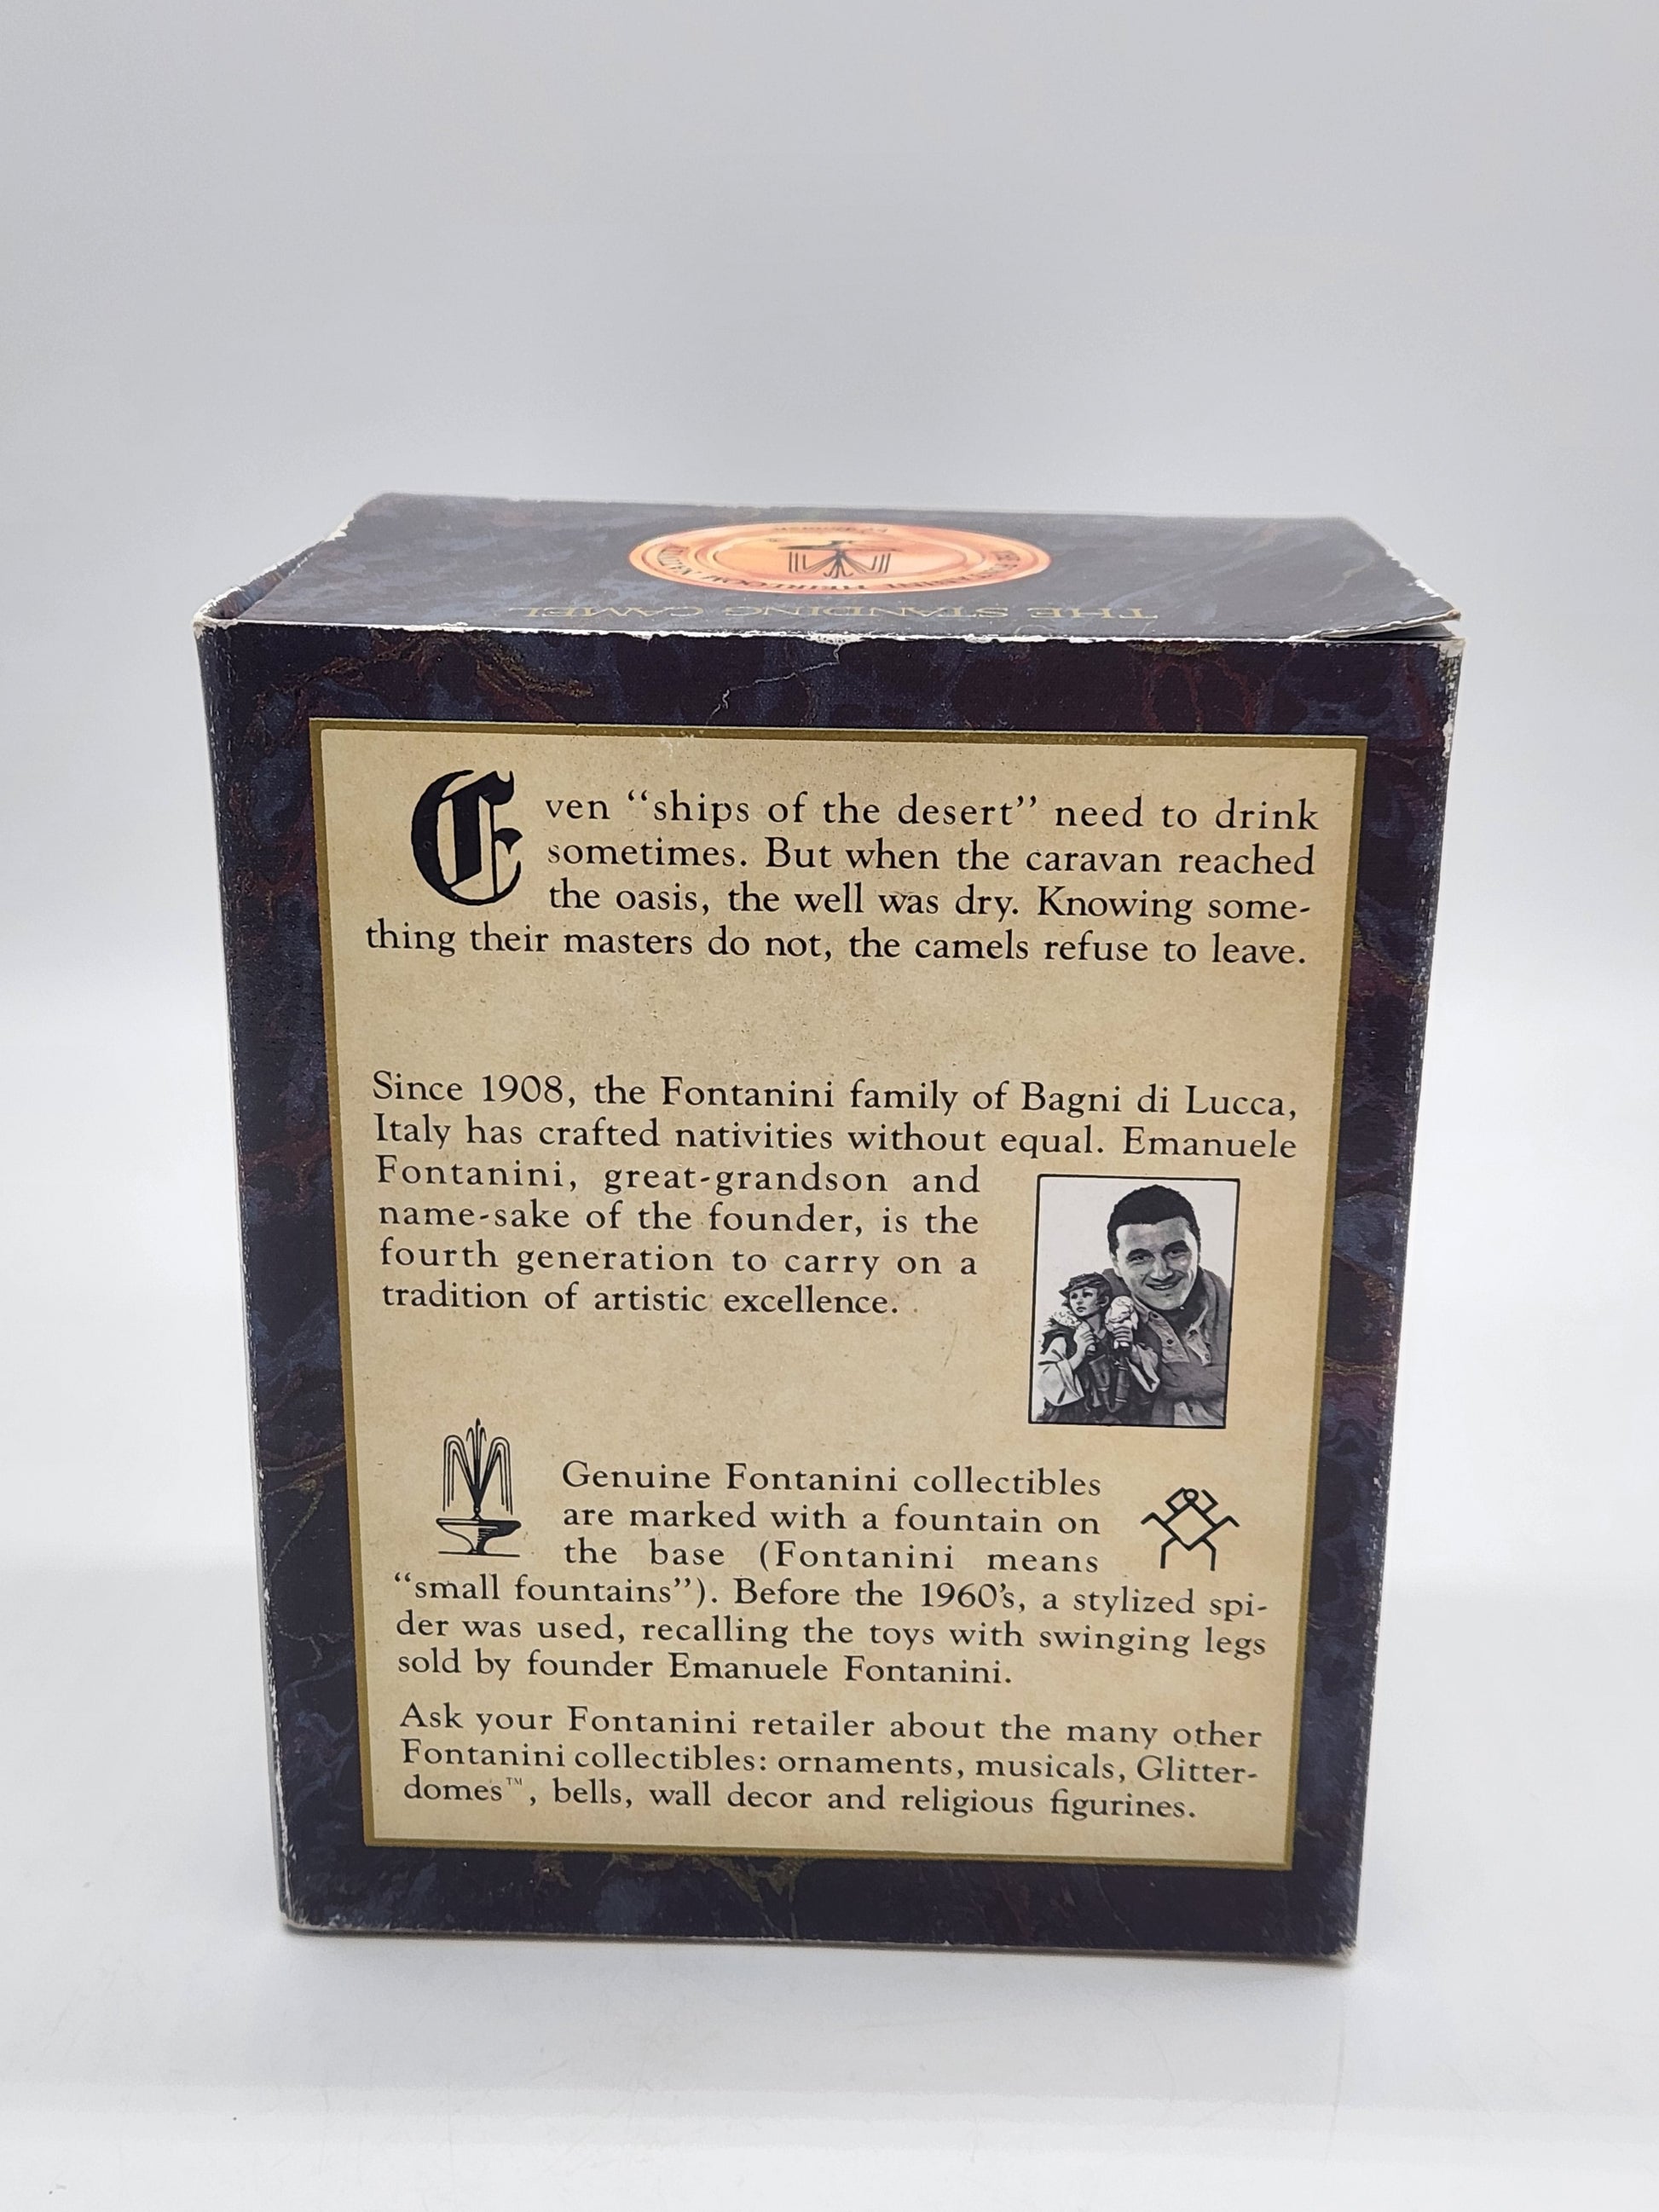 THE STANDING CAMEL
Even “ships of the desert” need to drink
sometimes. But when the caravan reached
the oasis, the well was dry. Knowing some-
thing their masters do not, the camels refuse to leave.
Since 1908, the Fontanini family of Bagni di Lucca,
Italy has crafted nativities without equal. Emanuele
Fontanini, great-grandson and
name-sake of the founder, is the
fourth generation to carry on a
tradition of artistic excellence.
Genuine Fontanini collectibles
are marked with a fountain on
the base (Fontanini means
“small fountains”). Before the 1960’s, a stylized spi-
der was used, recalling the toys with swinging legs
sold by founder Emanuele Fontanini.
Ask your Fontanini retailer about the many other
Fontanini collectibles: ornaments, musicals, Glitter-
domes™, bells, wall decor and religious figurines.